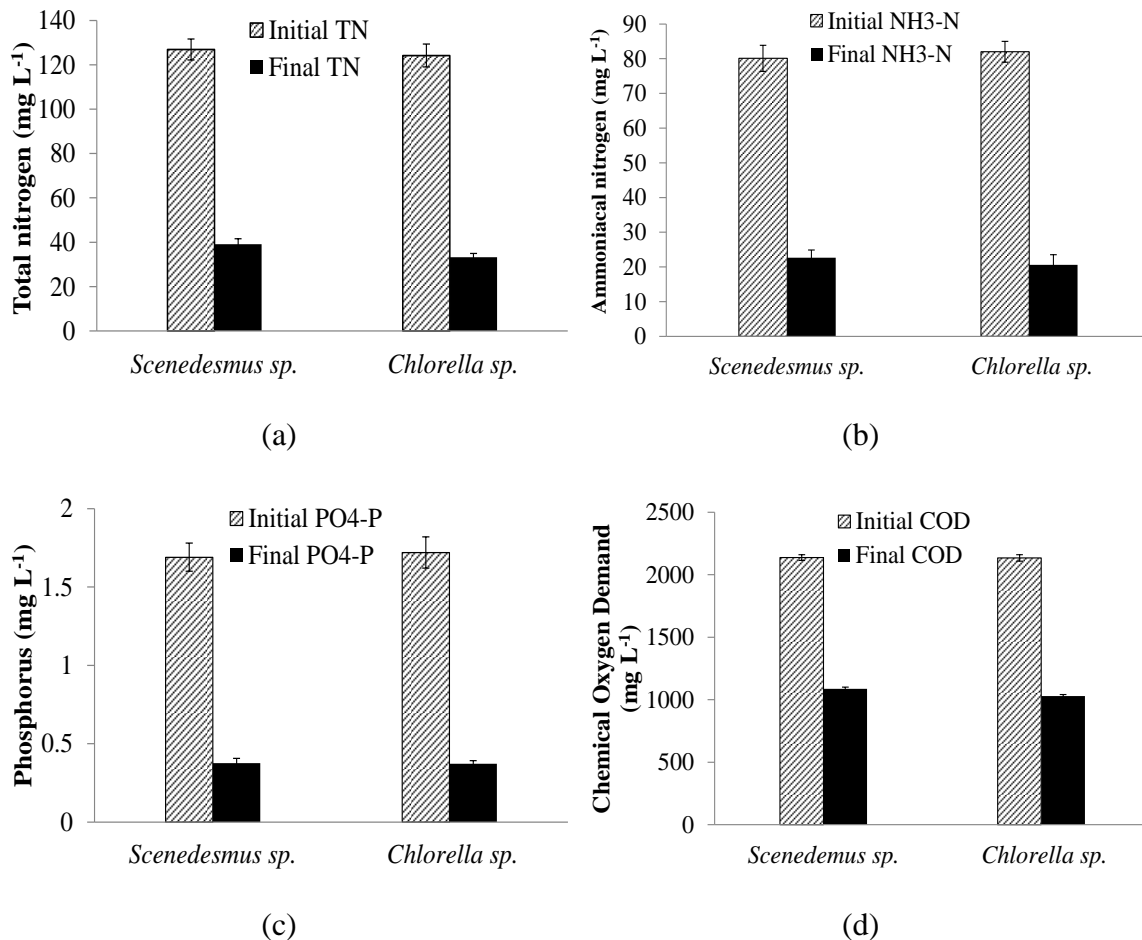 Total nitrogen (mg L-1)
140
120
100
80
60
40
20
0
Initial TN
Final TN
Scenedesmus sp.
Chlorella sp.
(a)
Ammoniacal nitrogen (mg L-1)
90
80
70
60
50
40
30
20
10
0
Initial NH3-N
Final NH3-N
Scenedesmus sp.
Chlorella sp.
(b)
Phosphorus (mg L-1)
2
1.5
1
0.5
0
Initial PO4-P
Final PO4-P
Scenedesmus sp.
Chlorella sp.
(c)
Chemical Oxygen Demand
(mg L-1)
2500
2000
1500
1000
500
0
Initial COD
Final COD
Scenedemus sp.
Chlorella sp.
(d)